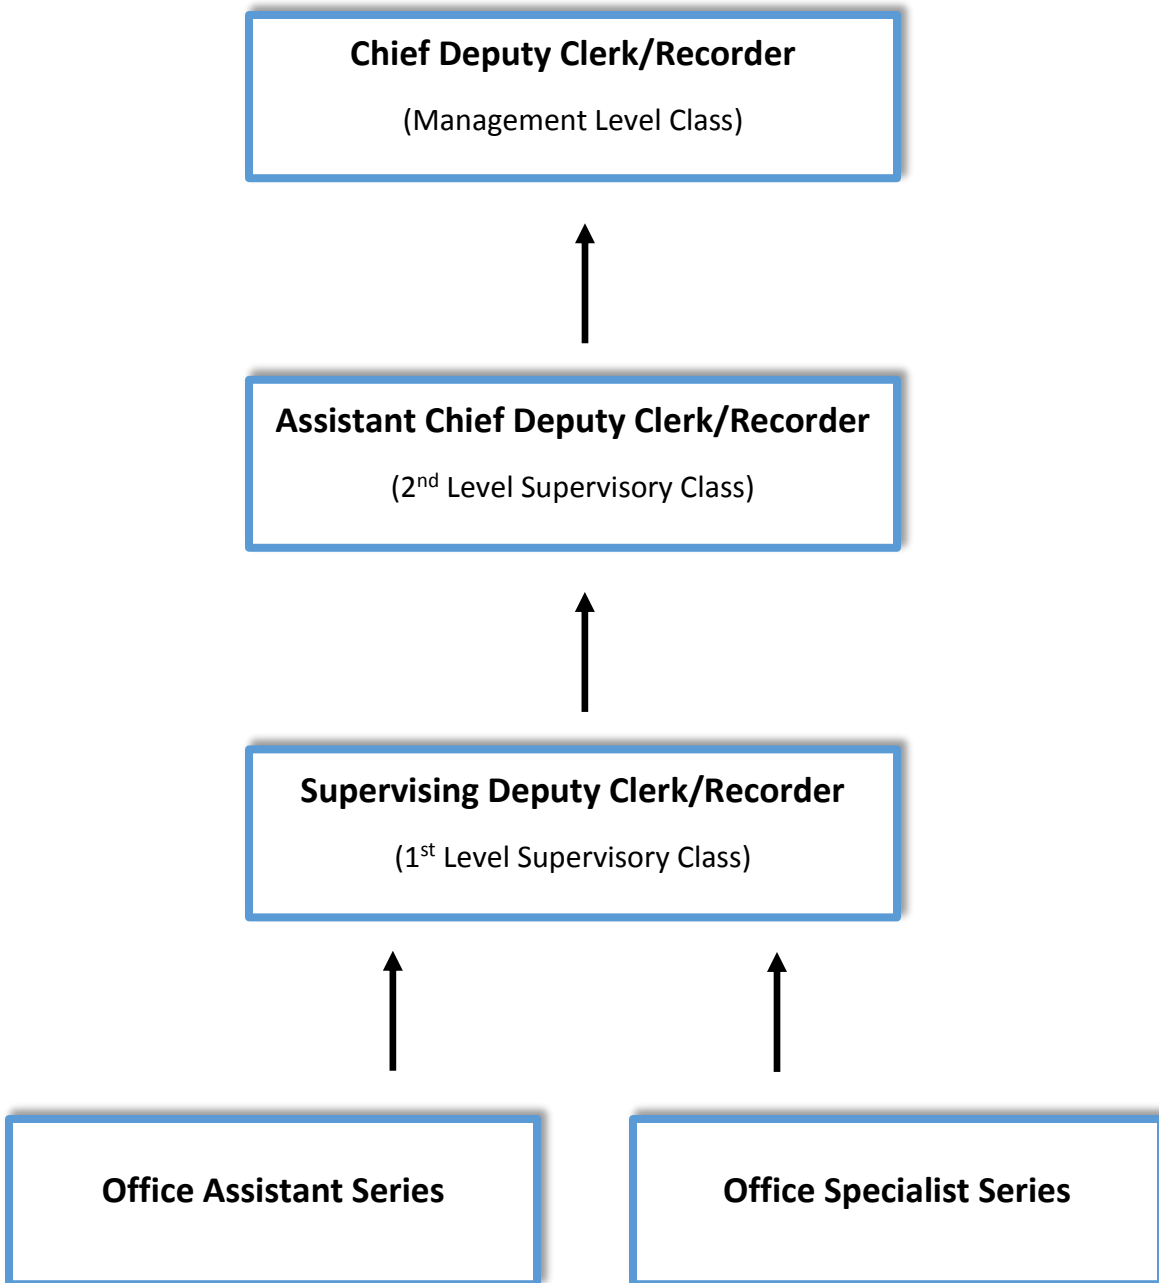 Chief Deputy Clerk/Recorder
(Management Level Class)
Assistant Chief Deputy Clerk/Recorder
(2nd Level Supervisory Class)
Supervising Deputy Clerk/Recorder
(1st Level Supervisory Class)
Office Assistant Series
Office Specialist Series